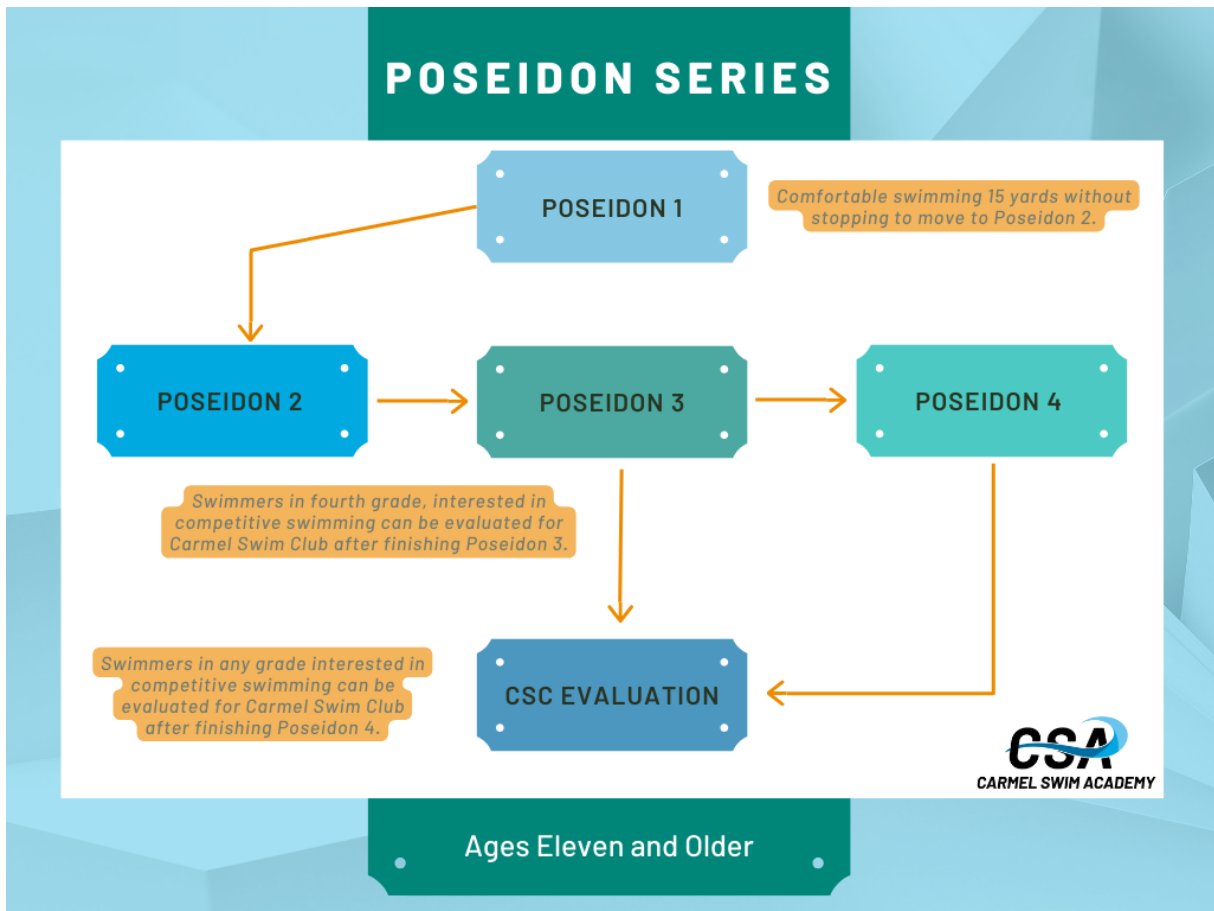 POSEIDON SERIES
POSEIDON 1
Comfortable swimming 15 yards without
stopping to move to Poseidon 2.
POSEIDON 2
POSEIDON 3
POSEIDON 4
Swimmers in fourth grade, interested in
competitive swimming can be evaluated for
Carmel Swim Club after finishing Poseidon 3.
Swimmers in any grade interested in
competitive swimming can be
evaluated for Carmel Swim Club
after finishing Poseidon 4.
CSC EVALUATION
CSA
CARMEL SWIM ACADEMY
Ages Eleven and Older